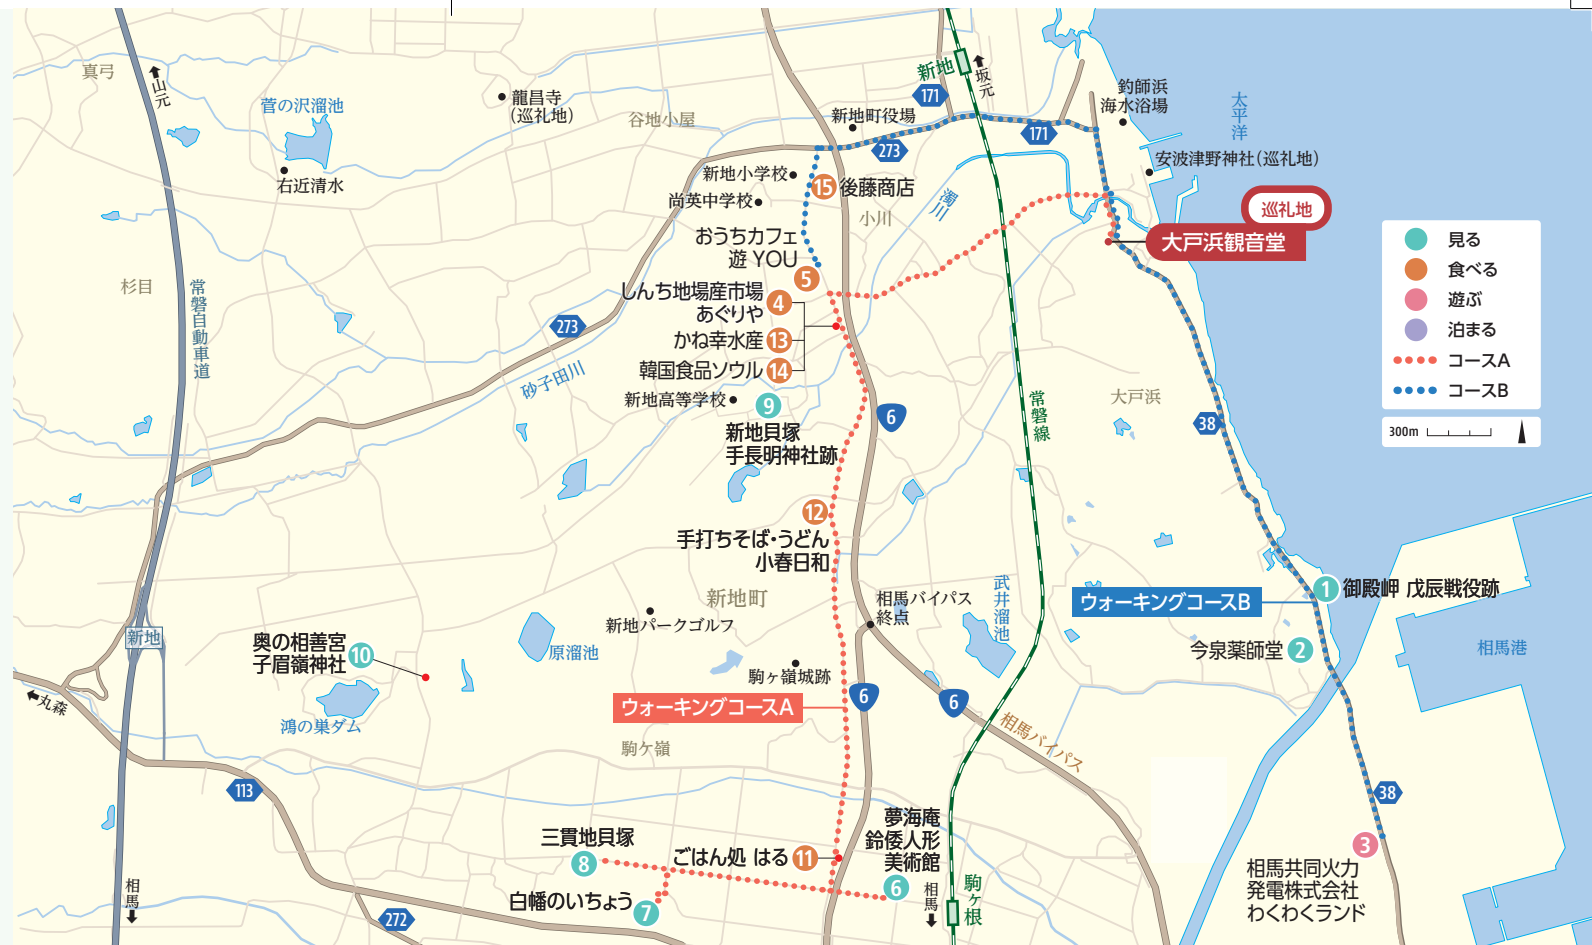 真弓
山元
菅の沢溜池
右近清水
龍昌寺
(巡礼地)
谷地小屋
新地
坂元
171
新地町役場
273
171
釣師浜
海水浴場
太平洋
安波津野神社(巡礼地)
巡礼地
大戸浜観音堂
新地小学校
尚英中学校
15
後藤商店
小川
濁川
おうちカフェ
遊 YOU
5
しんち地場産市場
あぐりや
4
かね幸水産
13
韓国食品ソウル
14
杉目
常磐自動車道
273
砂子田川
新地高等学校
9
新地貝塚
手長明神社跡
6
常磐線
大戸浜
38
見る
食べる
遊ぶ
泊まる
コースA
コースB
300m
12
手打ちそば・うどん
小春日和
新地町
新地パークゴルフ
相馬バイパス
終点
武井溜池
ウォーキングコースB
1
御殿岬 戊辰戦役跡
今泉薬師堂
2
相馬港
新地
奥の相善宮
子眉嶺神社
10
原溜池
駒ヶ嶺城跡
丸森
鴻の巣ダム
ウォーキングコースA
6
6
相馬バイパス
駒ケ嶺
113
38
三貫地貝塚
8
ごはん処 はる
11
夢海庵
鈴倭人形
美術館
6
白幡のいちょう
7
相馬
272
相馬
駒ヶ根
3
相馬共同火力
発電株式会社
わくわくランド